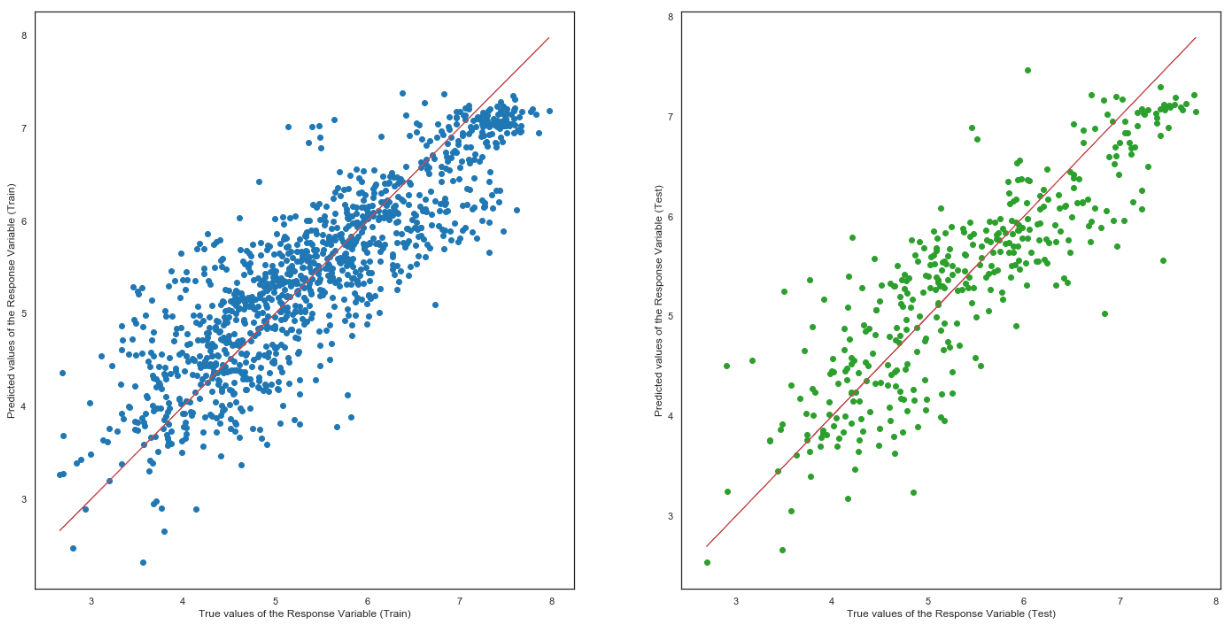 8
7
6
5
4
3
Predicted values of the Response Variable (Train)
3 4 5 6 7 8
True values of the Response Variable (Train)
8
7
6
5
4
3
Predicted values of the Response Variable (Test)
3 4 5 6 7 8
True values of the Response Variable (Test)